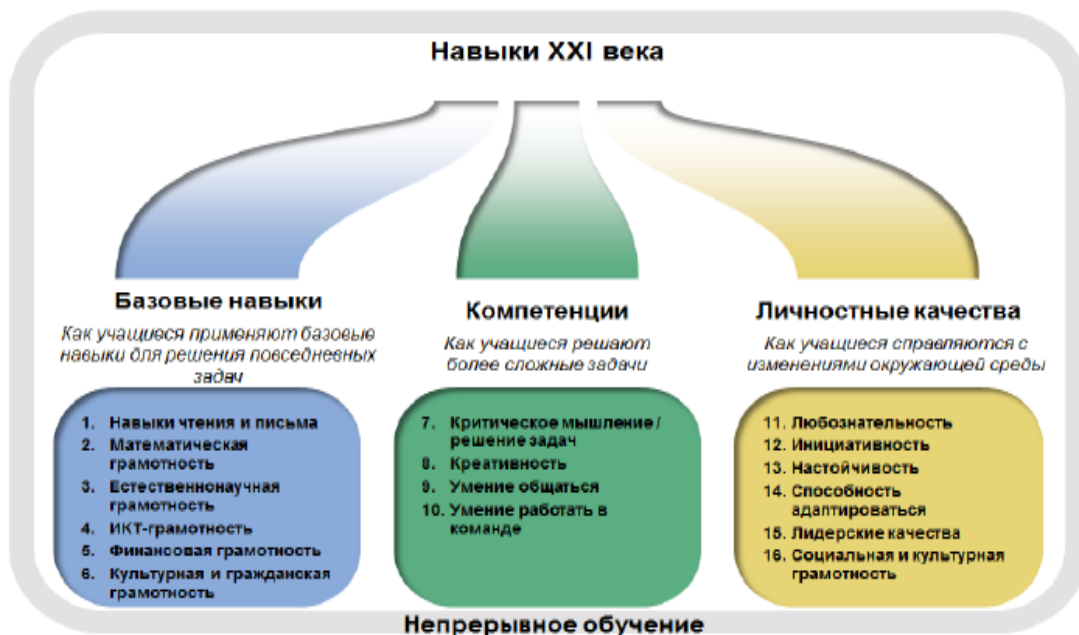 Навыки XXI века
Базовые навыки
Как учащиеся применяют базовые
навыки для решения повседневных
задач
1. Навыки чтения и письма
2. Математическая
грамотность
3. Естественнонаучная
грамотность
4. ИКТ-грамотность
5. Финансовая грамотность
6. Культурная и гражданская
грамотность
Компетенции
Как учащиеся решают
более сложные задачи
7. Критическое мышление /
решение задач
8. Креативность
9. Умение общаться
10. Умение работать в
команде
Личностные качества
Как учащиеся справляются с
изменениями окружающей среды
11. Любознательность
12. Инициативность
13. Настойчивость
14. Способность
адаптироваться
15. Лидерские качества
16. Социальная и культурная
грамотность
Непрерывное обучение